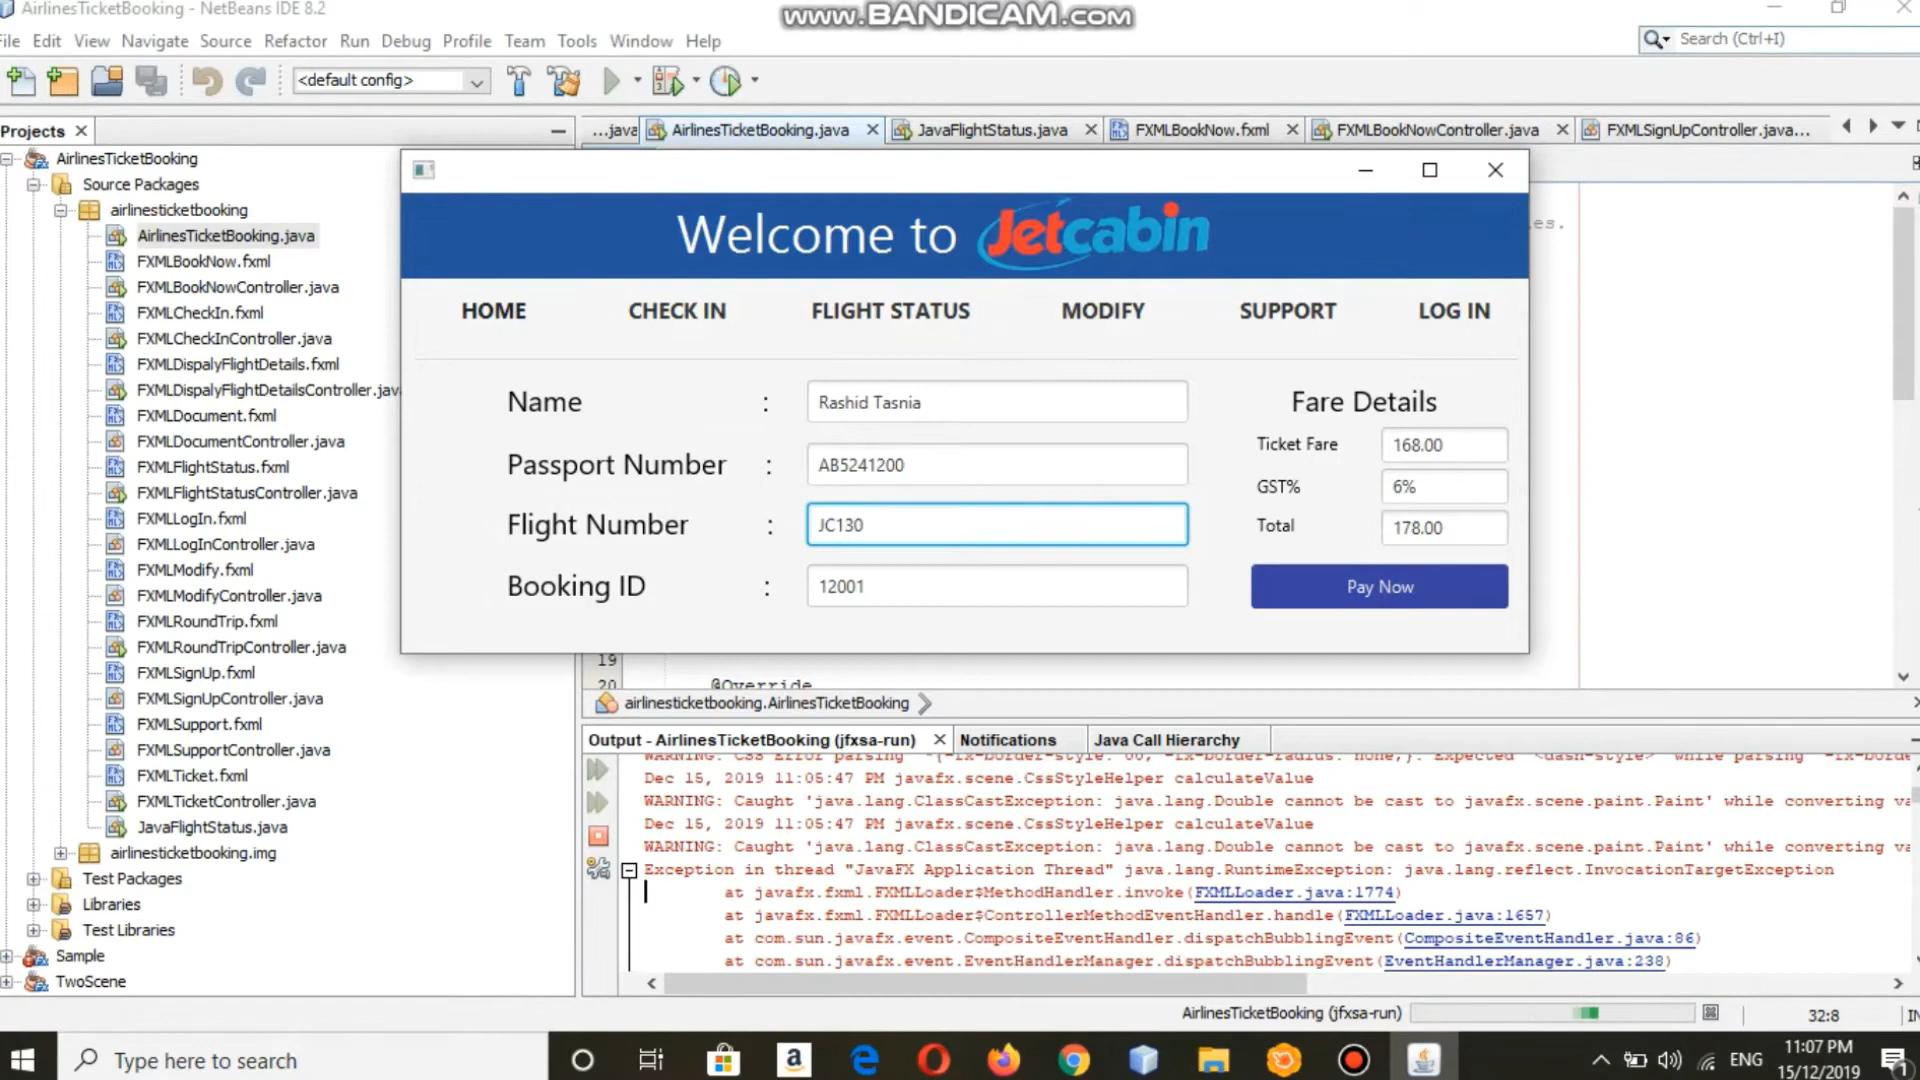 AirlinesTicketBooking - NetBeans IDE 8.2
www.BANDICAM.com
File Edit View Navigate Source Refactor Run Debug Profile Team Tools Window Help
Search (Ctrl+I)
<default config>
Projects
...java
AirlinesTicketBooking.java
JavaFlightStatus.java
FXMLBookNow.fxml
FXMLBookNowController.java
FXMLSignUpController.java...
AirlinesTicketBooking
Source Packages
airlinesticketbooking
AirlinesTicketBooking.java
FXMLBookNow.fxml
FXMLBookNowController.java
FXMLCheckIn.fxml
FXMLCheckInController.java
FXMLDispalyFlightDetails.fxml
FXMLDispalyFlightDetailsController.jav
FXMLDocument.fxml
FXMLDocumentController.java
FXMLFlightStatus.fxml
FXMLFlightStatusController.java
FXMLLogIn.fxml
FXMLLogInController.java
FXMLModify.fxml
FXMLModifyController.java
FXMLRoundTrip.fxml
FXMLRoundTripController.java
FXMLSignUp.fxml
FXMLSignUpController.java
FXMLSupport.fxml
FXMLSupportController.java
FXMLTicket.fxml
FXMLTicketController.java
JavaFlightStatus.java
airlinesticketbooking.img
Test Packages
Libraries
Test Libraries
Sample
TwoScene
es.
Welcome to Jetcabin
HOME CHECK IN FLIGHT STATUS MODIFY SUPPORT LOG IN
Name : Rashid Tasnia
Passport Number : AB5241200
Flight Number : JC130
Booking ID : 12001
Fare Details
Ticket Fare 168.00
GST% 6%
Total 178.00
Pay Now
19
20 @Override
airlinesticketbooking.AirlinesTicketBooking
Output - AirlinesTicketBooking (jfxsa-run)
Notifications
Java Call Hierarchy
Dec 15, 2019 11:05:47 PM javafx.scene.CssStyleHelper calculateValue
WARNING: Caught 'java.lang.ClassCastException: java.lang.Double cannot be cast to javafx.scene.paint.Paint' while converting va
Dec 15, 2019 11:05:47 PM javafx.scene.CssStyleHelper calculateValue
WARNING: Caught 'java.lang.ClassCastException: java.lang.Double cannot be cast to javafx.scene.paint.Paint' while converting va
Exception in thread "JavaFX Application Thread" java.lang.RuntimeException: java.lang.reflect.InvocationTargetException
at javafx.fxml.FXMLLoader$MethodHandler.invoke(FXMLLoader.java:1774)
at javafx.fxml.FXMLLoader$ControllerMethodEventHandler.handle(FXMLLoader.java:1657)
at com.sun.javafx.event.CompositeEventHandler.dispatchBubblingEvent(CompositeEventHandler.java:86)
at com.sun.javafx.event.EventHandlerManager.dispatchBubblingEvent(EventHandlerManager.java:238)
AirlinesTicketBooking (jfxsa-run)
32:8
IN
Type here to search
ENG
11:07 PM
15/12/2019